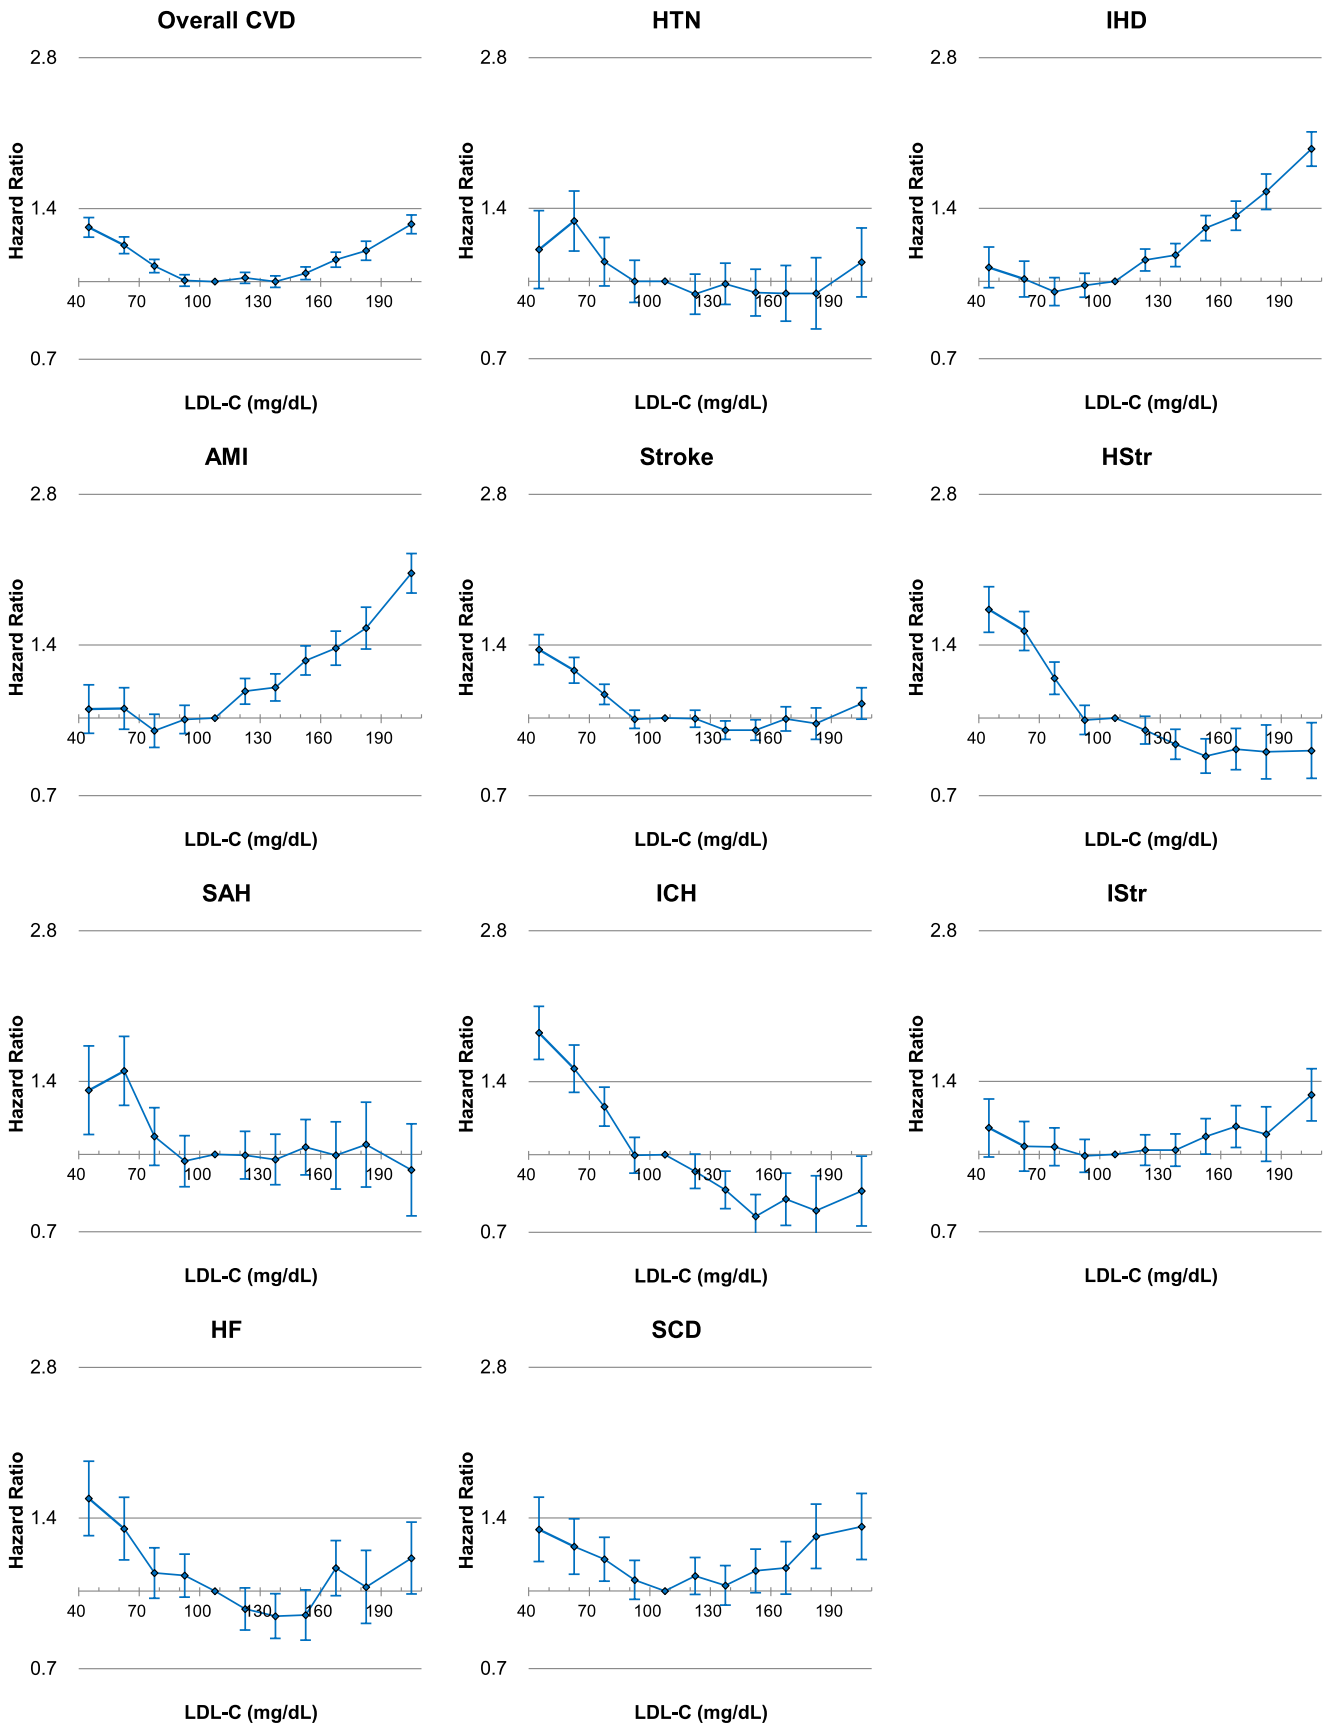 Overall CVD
2.8
Hazard Ratio
1.4
40 70 100 130 160 190
0.7
LDL-C (mg/dL)
HTN
2.8
Hazard Ratio
1.4
40 70 100 130 160 190
0.7
LDL-C (mg/dL)
IHD
2.8
Hazard Ratio
1.4
40 70 100 130 160 190
0.7
LDL-C (mg/dL)
AMI
2.8
Hazard Ratio
1.4
40 70 100 130 160 190
0.7
LDL-C (mg/dL)
Stroke
2.8
Hazard Ratio
1.4
40 70 100 130 160 190
0.7
LDL-C (mg/dL)
HStr
2.8
Hazard Ratio
1.4
40 70 100 130 160 190
0.7
LDL-C (mg/dL)
SAH
2.8
Hazard Ratio
1.4
40 70 100 130 160 190
0.7
LDL-C (mg/dL)
ICH
2.8
Hazard Ratio
1.4
40 70 100 130 160 190
0.7
LDL-C (mg/dL)
IStr
2.8
Hazard Ratio
1.4
40 70 100 130 160 190
0.7
LDL-C (mg/dL)
HF
2.8
Hazard Ratio
1.4
40 70 100 130 160 190
0.7
LDL-C (mg/dL)
SCD
2.8
Hazard Ratio
1.4
40 70 100 130 160 190
0.7
LDL-C (mg/dL)